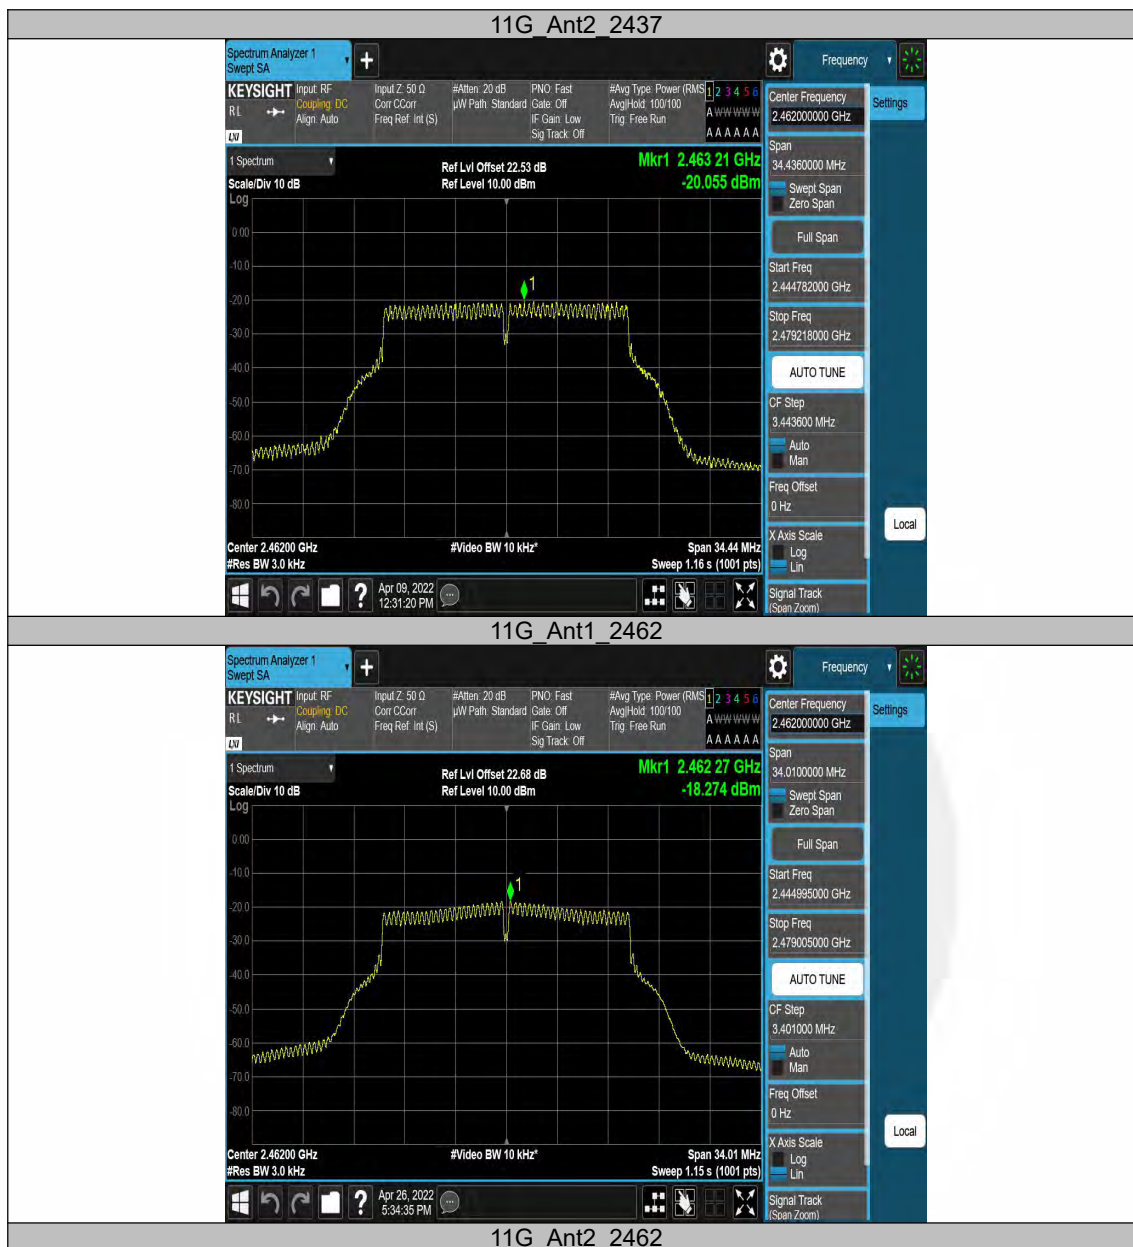 11G_Ant2_2437
Spectrum Analyzer 1
Swept SA
Frequency
KEYSIGHT
RL
LXI
Input: RF
Coupling: DC
Align: Auto
Input Z: 50 Ω
Corr CCorr
Freq Ref: Int (S)
#Atten: 20 dB
µW Path: Standard
PNO: Fast
Gate: Off
IF Gain: Low
Sig Track: Off
#Avg Type: Power (RMS
Avg|Hold: 100/100
Trig: Free Run
1 2 3 4 5 6
A W W W W W
A A A A A A
Center Frequency
2.462000000 GHz
Settings
Span
34.4360000 MHz
Swept Span
Zero Span
Full Span
Start Freq
2.444782000 GHz
Stop Freq
2.479218000 GHz
AUTO TUNE
CF Step
3.443600 MHz
Auto
Man
Freq Offset
0 Hz
X Axis Scale
Log
Lin
Signal Track
(Span Zoom)
Local
1 Spectrum
Scale/Div 10 dB
Ref Lvl Offset 22.53 dB
Ref Level 10.00 dBm
Mkr1 2.463 21 GHz
-20.055 dBm
Log
0.00
-10.0
-20.0
-30.0
-40.0
-50.0
-60.0
-70.0
-80.0
1
Center 2.46200 GHz
#Res BW 3.0 kHz
#Video BW 10 kHz*
Span 34.44 MHz
Sweep 1.16 s (1001 pts)
Apr 09, 2022
12:31:20 PM
11G_Ant1_2462
Spectrum Analyzer 1
Swept SA
Frequency
KEYSIGHT
RL
LXI
Input: RF
Coupling: DC
Align: Auto
Input Z: 50 Ω
Corr CCorr
Freq Ref: Int (S)
#Atten: 20 dB
µW Path: Standard
PNO: Fast
Gate: Off
IF Gain: Low
Sig Track: Off
#Avg Type: Power (RMS
Avg|Hold: 100/100
Trig: Free Run
1 2 3 4 5 6
A W W W W W
A A A A A A
Center Frequency
2.462000000 GHz
Settings
Span
34.0100000 MHz
Swept Span
Zero Span
Full Span
Start Freq
2.444995000 GHz
Stop Freq
2.479005000 GHz
AUTO TUNE
CF Step
3.401000 MHz
Auto
Man
Freq Offset
0 Hz
X Axis Scale
Log
Lin
Signal Track
(Span Zoom)
Local
1 Spectrum
Scale/Div 10 dB
Ref Lvl Offset 22.68 dB
Ref Level 10.00 dBm
Mkr1 2.462 27 GHz
-18.274 dBm
Log
0.00
-10.0
-20.0
-30.0
-40.0
-50.0
-60.0
-70.0
-80.0
1
Center 2.46200 GHz
#Res BW 3.0 kHz
#Video BW 10 kHz*
Span 34.01 MHz
Sweep 1.15 s (1001 pts)
Apr 26, 2022
5:34:35 PM
11G_Ant2_2462